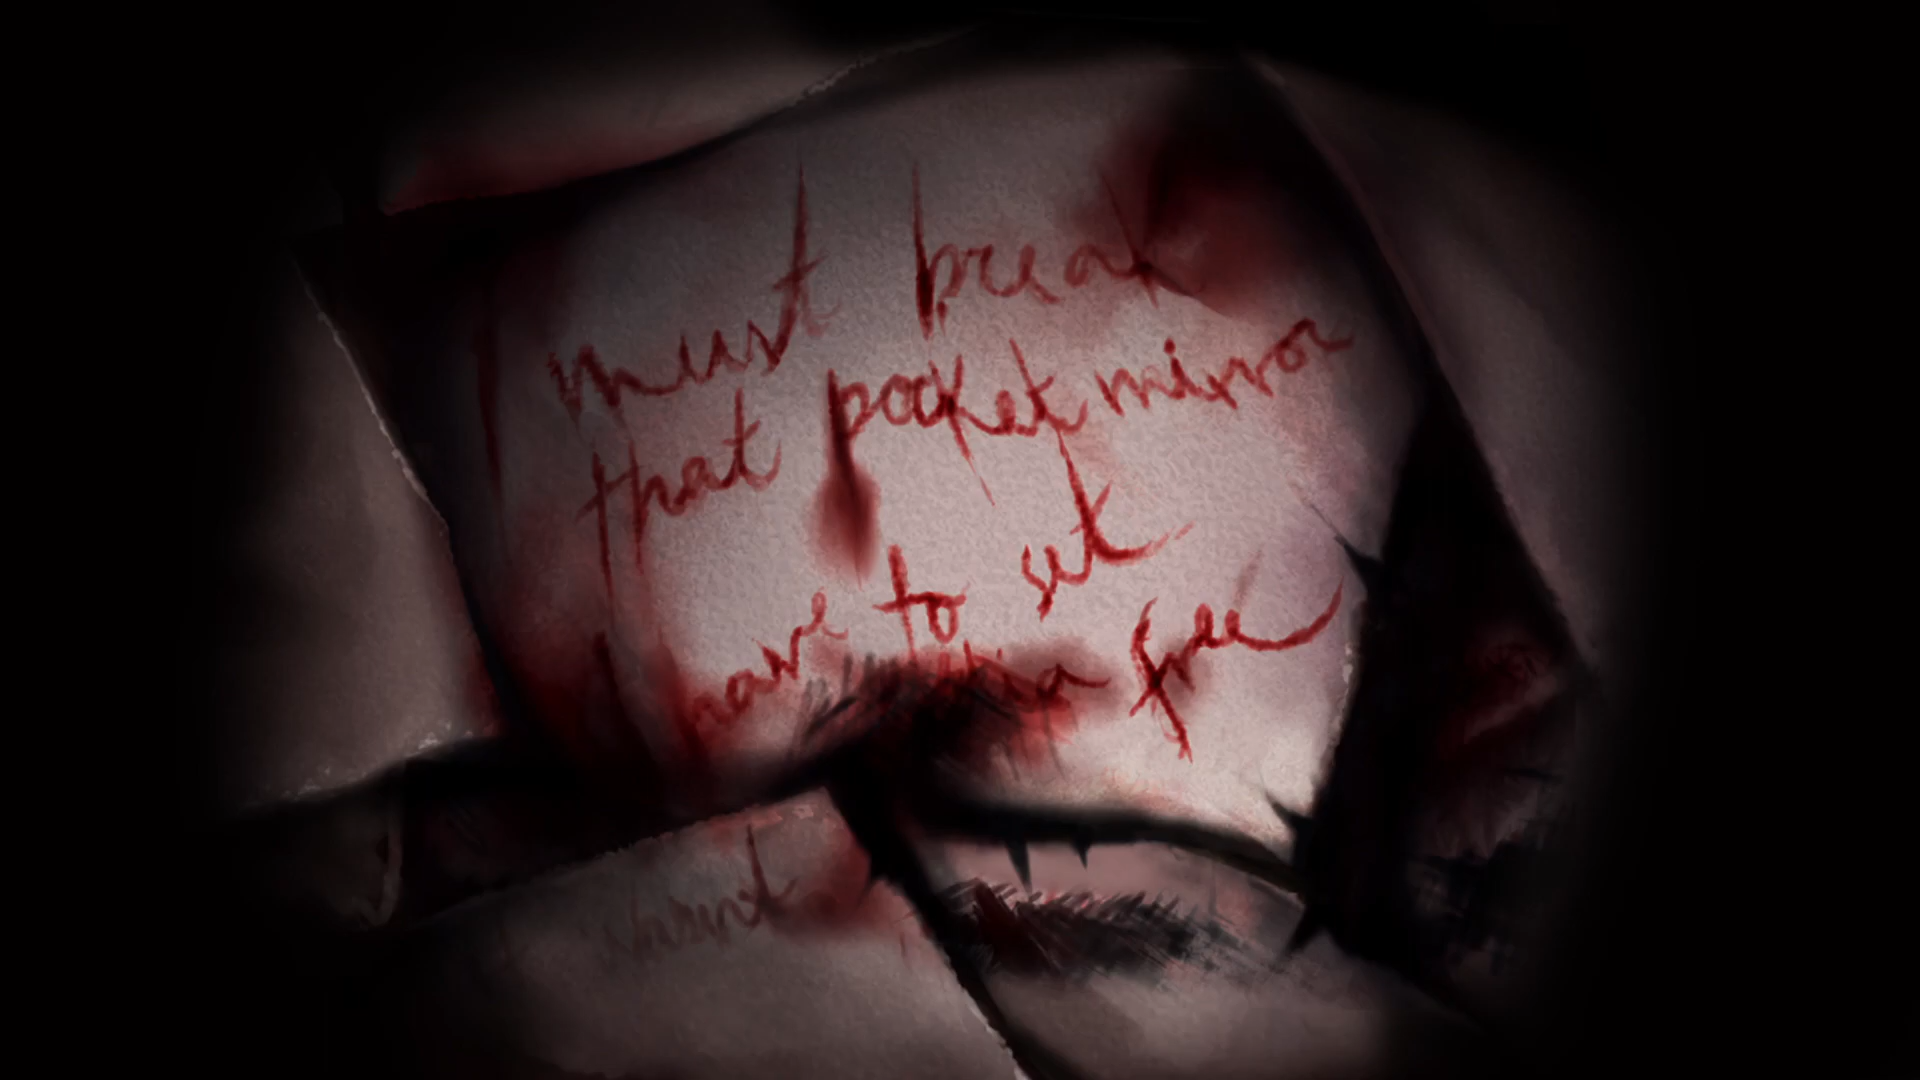 must break
that pocket mirror
have to set
free